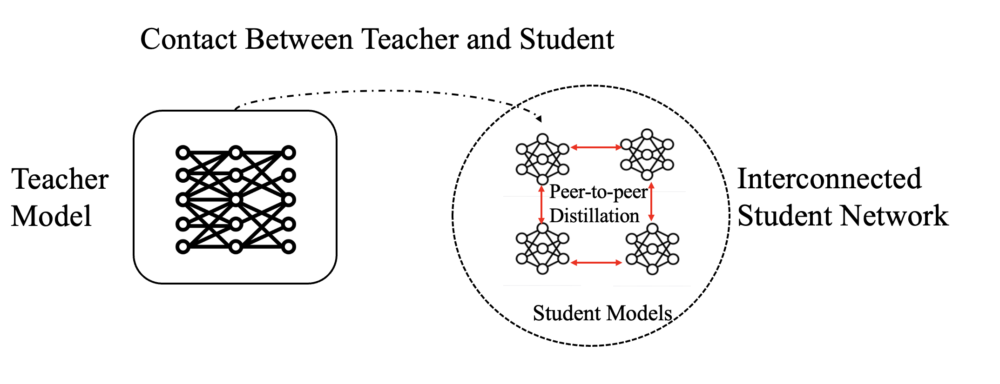 Contact Between Teacher and Student
Teacher
Model
Peer-to-peer
Distillation
Student Models
Interconnected
Student Network